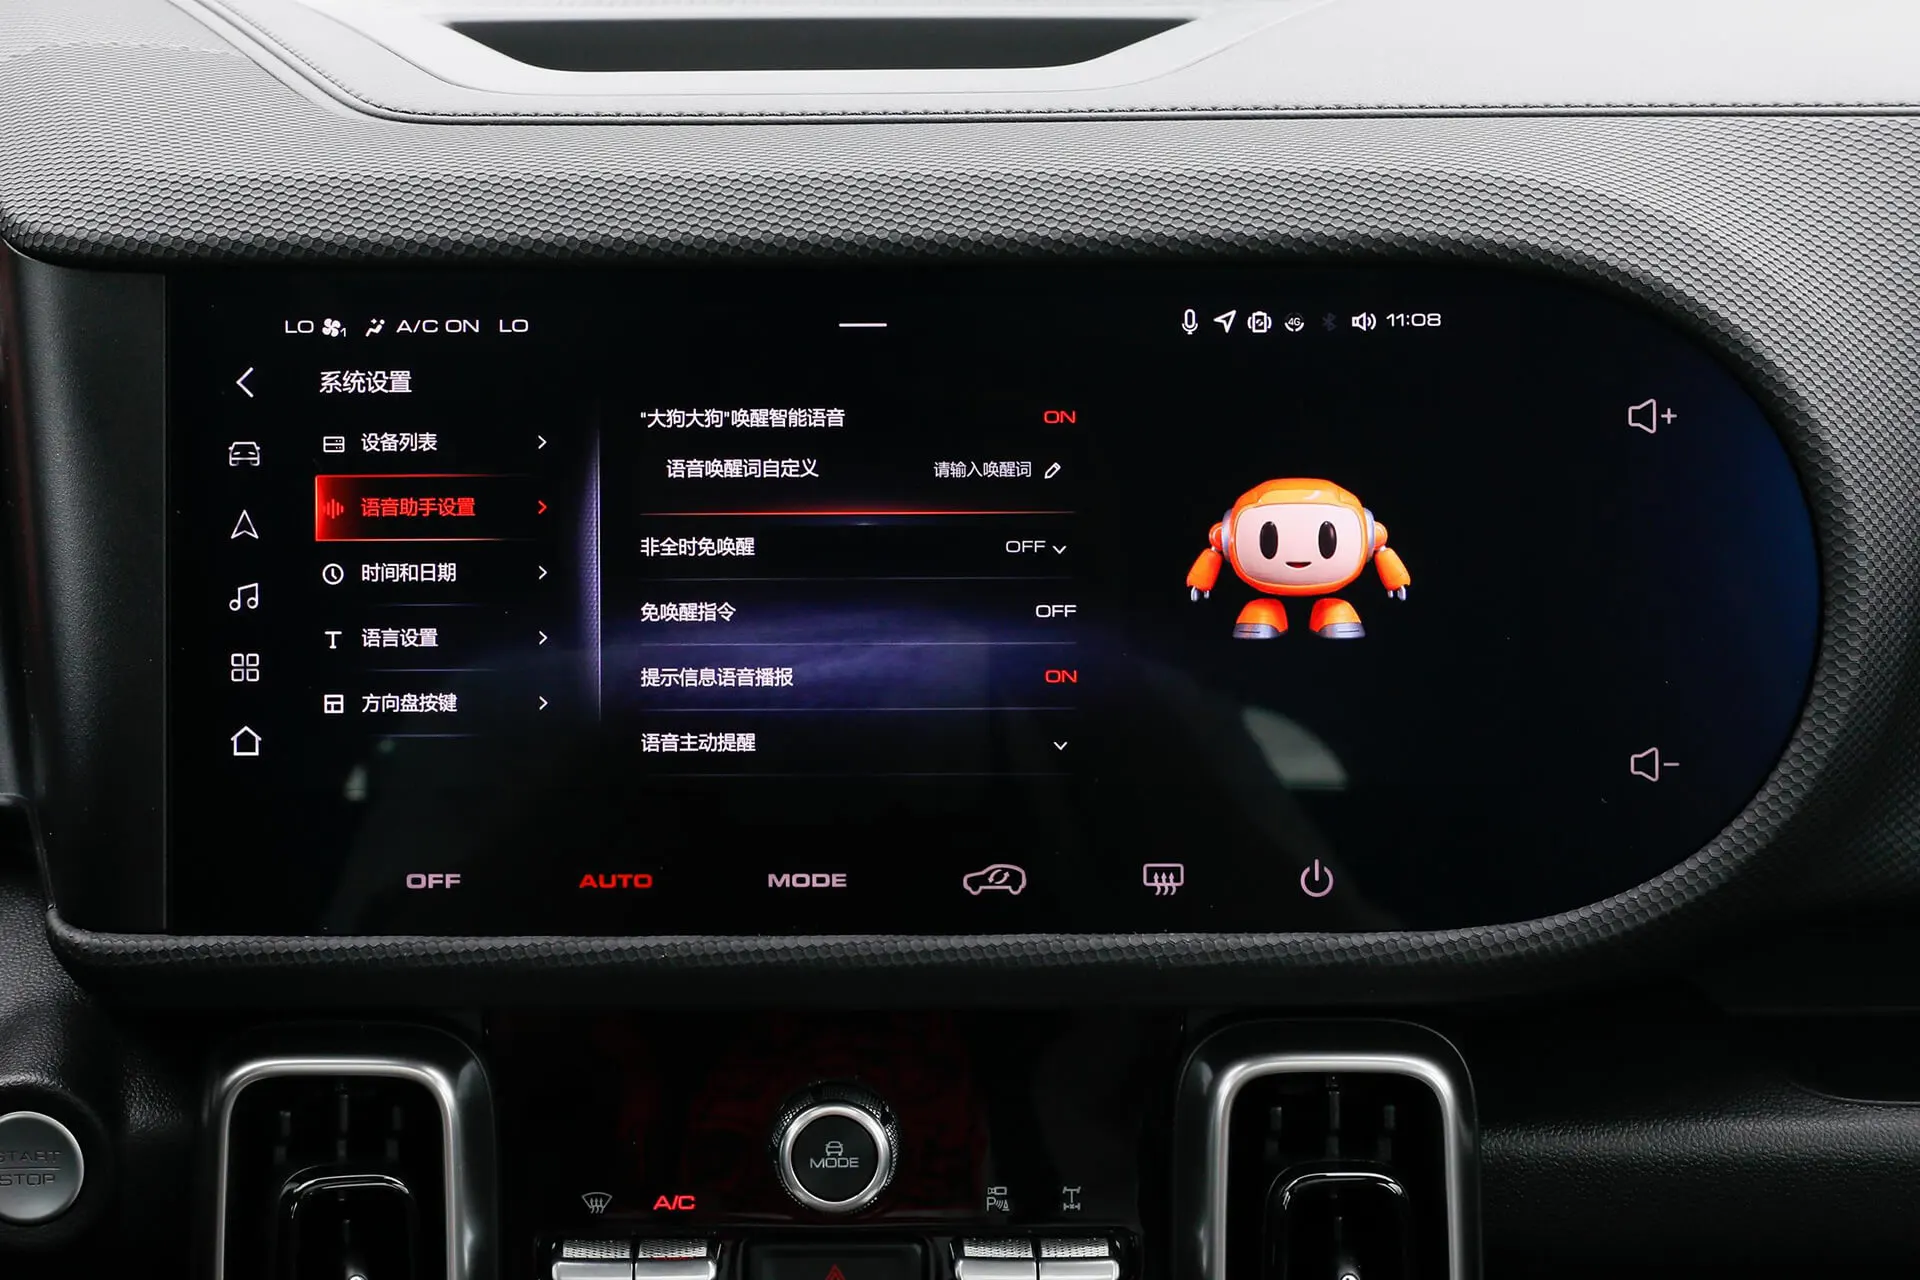 LO 1 A/C ON LO
4G 11:08
系统设置
设备列表
语音助手设置
时间和日期
语言设置
方向盘按键
"大狗大狗"唤醒智能语音 ON
语音唤醒词自定义 请输入唤醒词
非全时免唤醒 OFF
免唤醒指令 OFF
提示信息语音播报 ON
语音主动提醒
OFF AUTO MODE
MODE
START
STOP
A/C
P